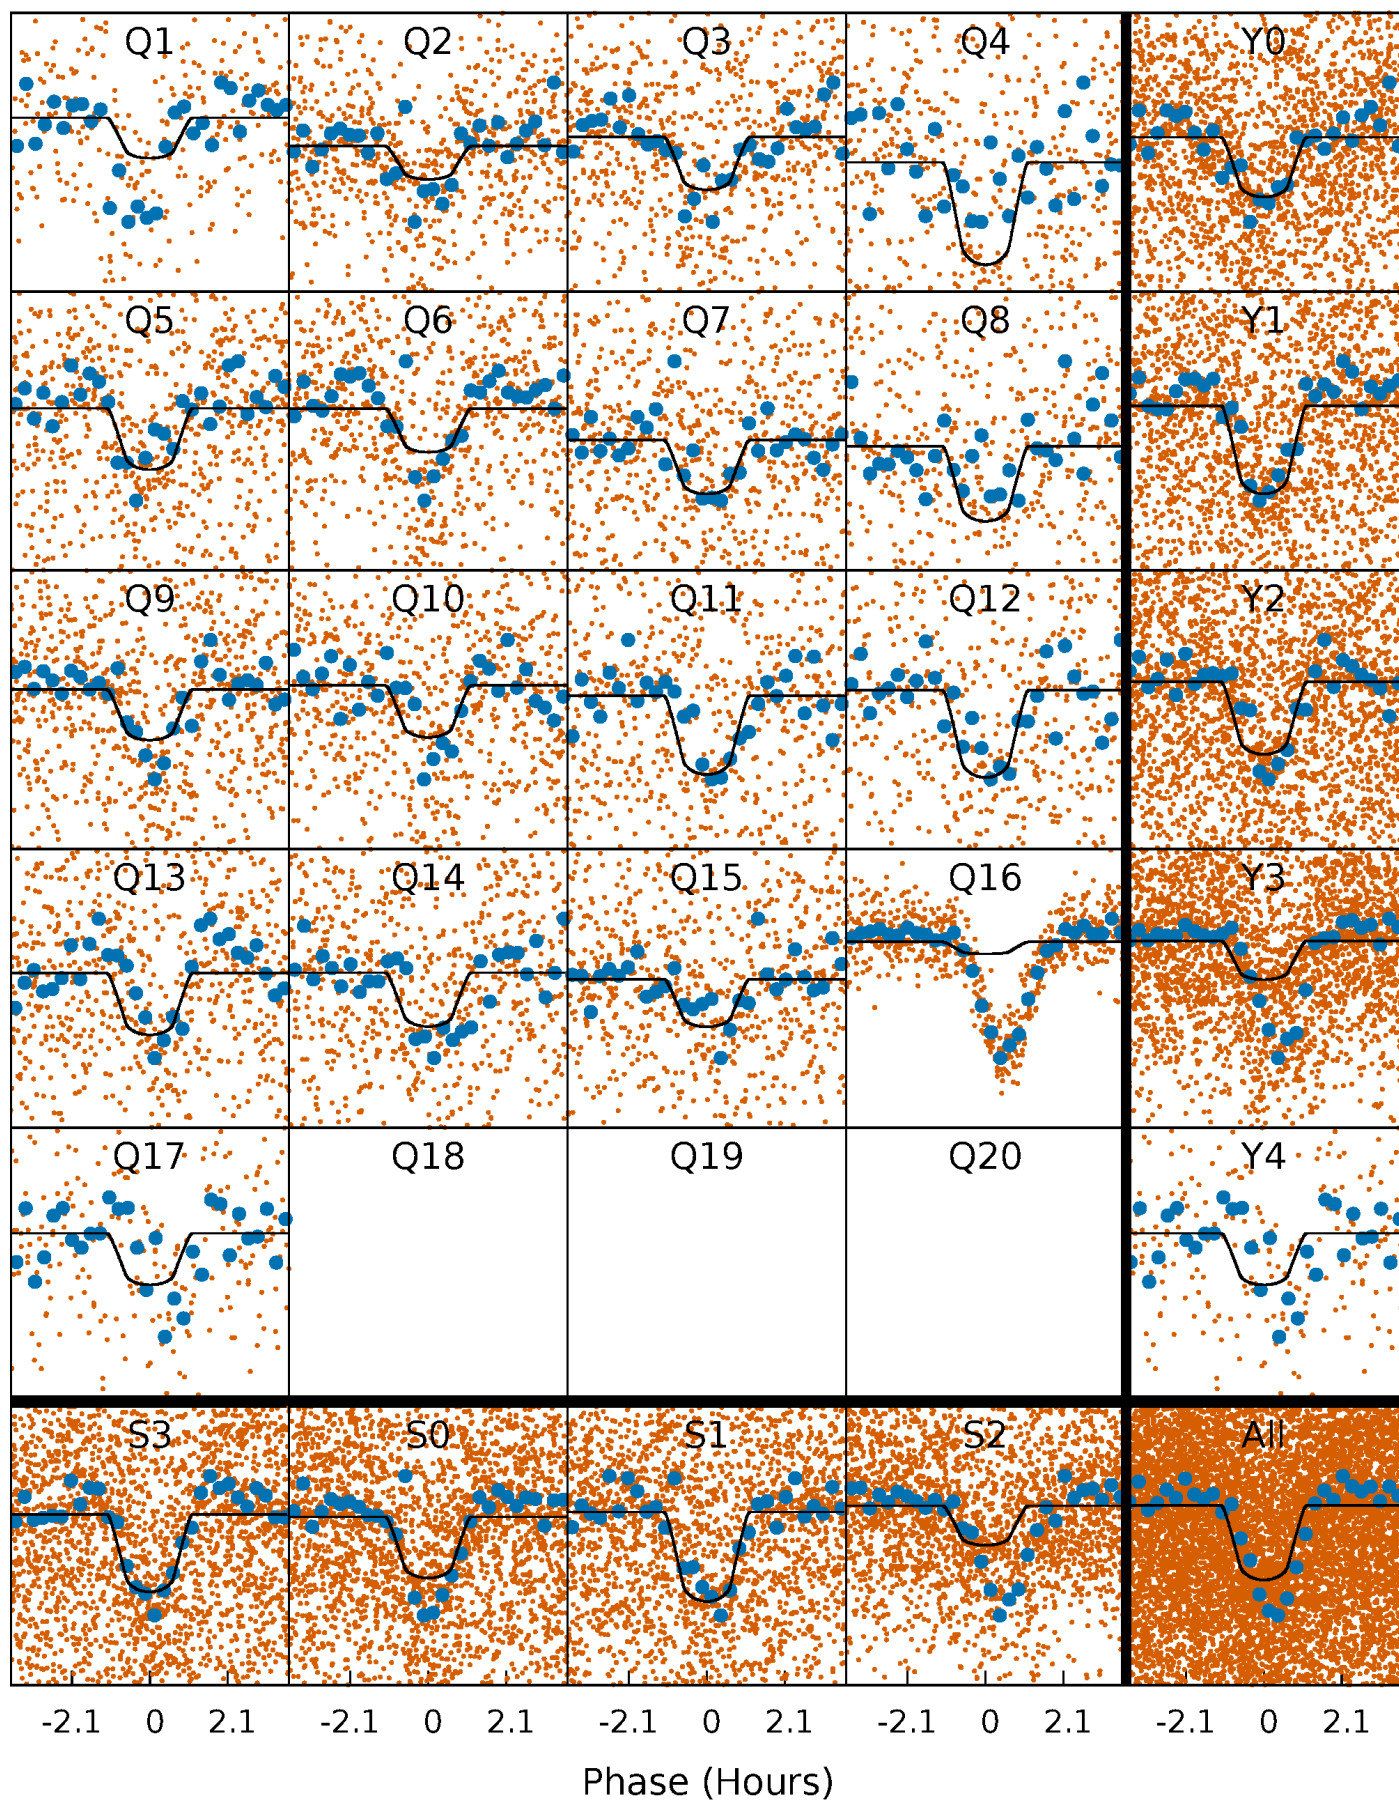 Q1 Q2 Q3 Q4 Y0
Q5 Q6 Q7 Q8 Y1
Q9 Q10 Q11 Q12 Y2
Q13 Q14 Q15 Q16 Y3
Q17 Q18 Q19 Q20 Y4
S3 S0 S1 S2 All
-2.1 0 2.1 -2.1 0 2.1 -2.1 0 2.1 -2.1 0 2.1 -2.1 0 2.1
Phase (Hours)